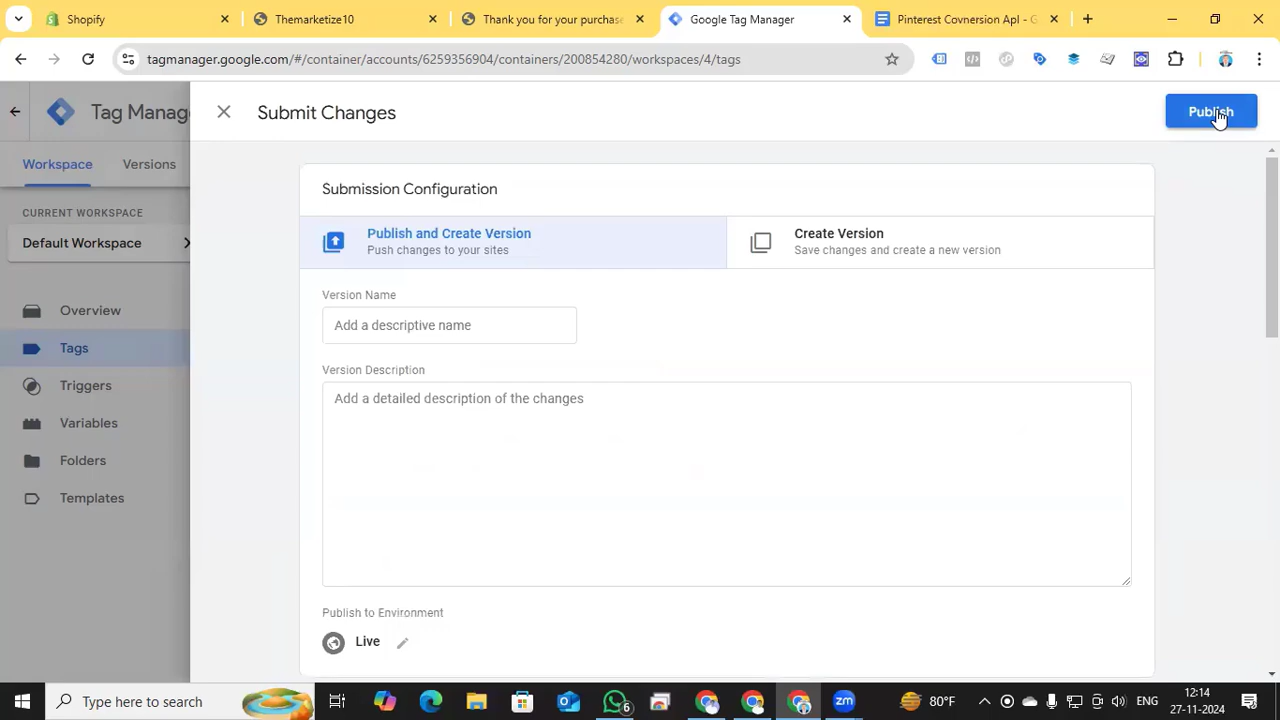 Shopify
Themarketize10
Thank you for your purchas
Google Tag Manager
Pinterest Covnersion ApI - G
tagmanager.google.com/#/container/accounts/6259356904/containers/200854280/workspaces/4/tags
Tag Manag
Submit Changes
Publish
Workspace
Versions
Submission Configuration
CURRENT WORKSPACE
Default Workspace
Publish and Create Version
Push changes to your sites
Create Version
Save changes and create a new version
Version Name
Add a descriptive name
Overview
Tags
Triggers
Variables
Folders
Templates
Version Description
Add a detailed description of the changes
Publish to Environment
Live
Type here to search
6
80°F
ENG
12:14
27-11-2024